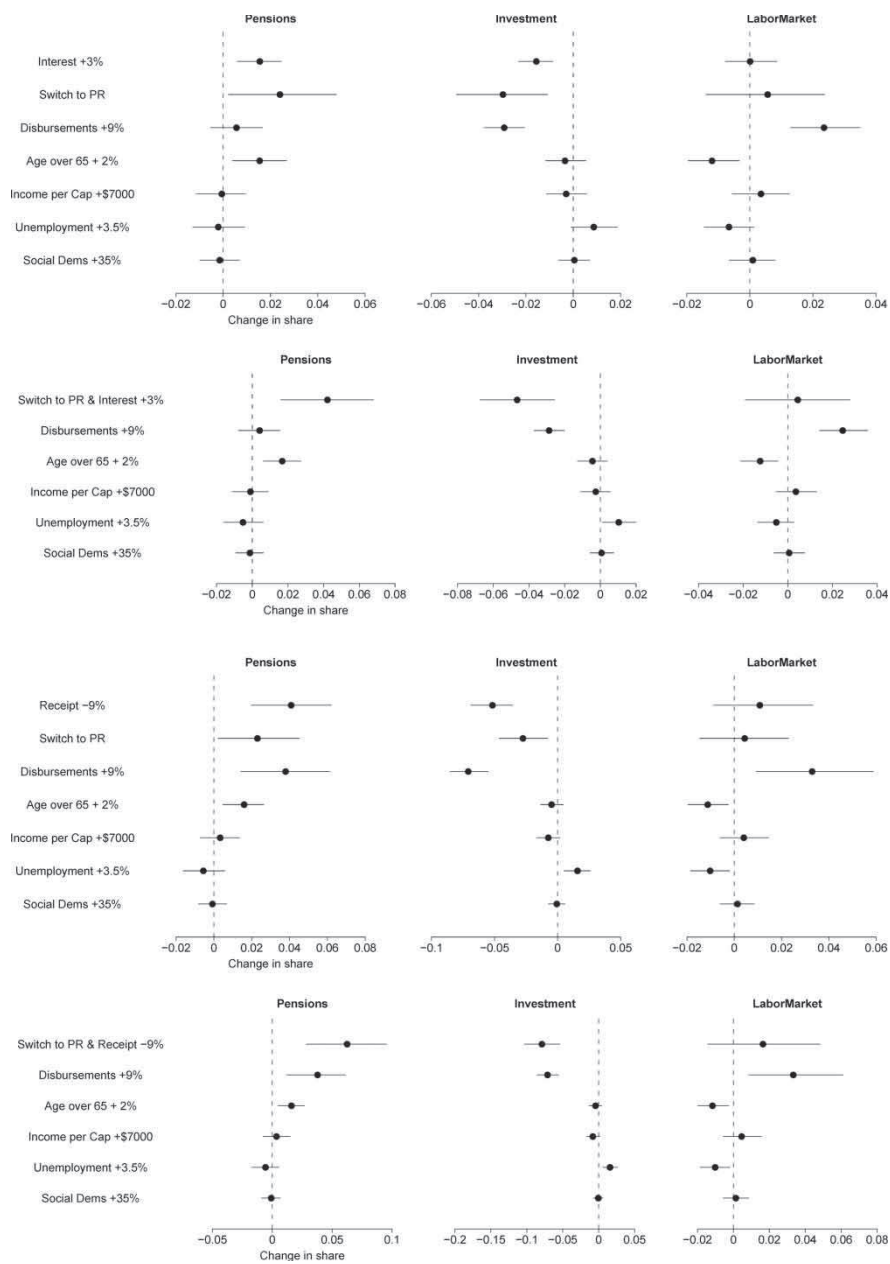 Pensions Investment LaborMarket
Interest +3%
Switch to PR
Disbursements +9%
Age over 65 + 2%
Income per Cap +$7000
Unemployment +3.5%
Social Dems +35%
−0.02 0 0.02 0.04 0.06 −0.06 −0.04 −0.02 0 0.02 −0.02 0 0.02 0.04
Change in share
Pensions Investment LaborMarket
Switch to PR & Interest +3%
Disbursements +9%
Age over 65 + 2%
Income per Cap +$7000
Unemployment +3.5%
Social Dems +35%
−0.02 0 0.02 0.04 0.06 0.08 −0.08 −0.06 −0.04 −0.02 0 0.02 −0.04 −0.02 0 0.02 0.04
Change in share
Pensions Investment LaborMarket
Receipt −9%
Switch to PR
Disbursements +9%
Age over 65 + 2%
Income per Cap +$7000
Unemployment +3.5%
Social Dems +35%
−0.02 0 0.02 0.04 0.06 0.08 −0.1 −0.05 0 0.05 −0.02 0 0.02 0.04 0.06
Change in share
Pensions Investment LaborMarket
Switch to PR & Receipt −9%
Disbursements +9%
Age over 65 + 2%
Income per Cap +$7000
Unemployment +3.5%
Social Dems +35%
−0.05 0 0.05 0.1 −0.2 −0.15 −0.1 −0.05 0 0.05 −0.02 0 0.02 0.04 0.06 0.08
Change in share